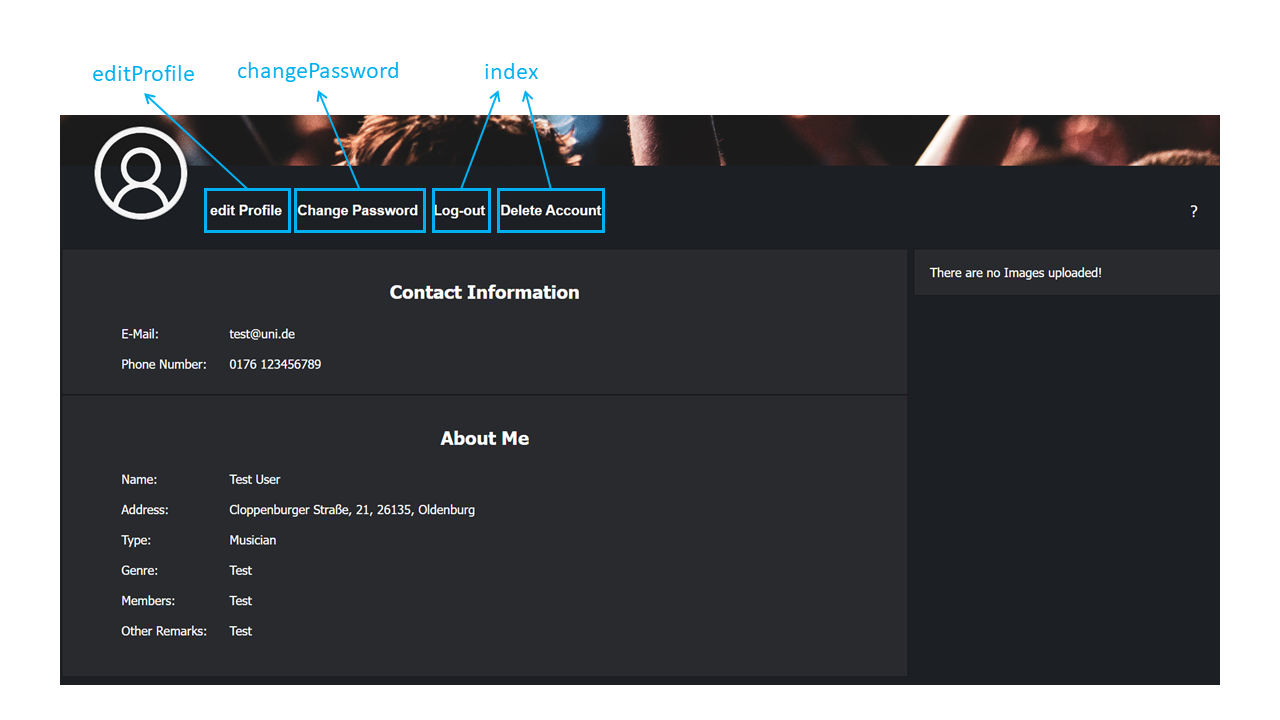 editProfile changePassword index
edit Profile Change Password Log-out Delete Account ?
Contact Information
There are no Images uploaded!
E-Mail: test@uni.de
Phone Number: 0176 123456789
About Me
Name: Test User
Address: Cloppenburger Straße, 21, 26135, Oldenburg
Type: Musician
Genre: Test
Members: Test
Other Remarks: Test